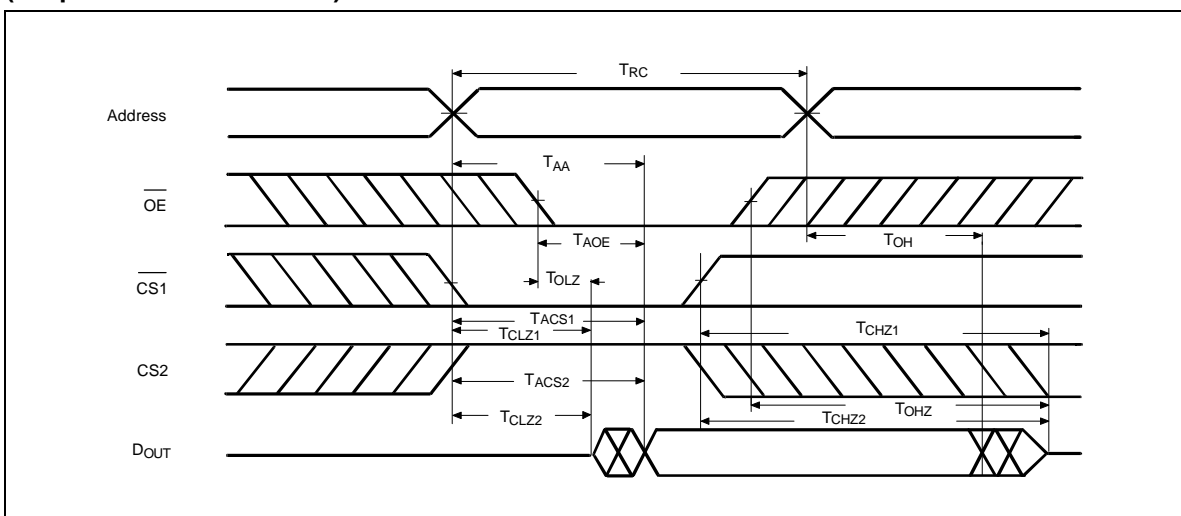 TRC
Address
TAA
OE
TAOE
TOH
TOLZ
CS1
TACS1
TCLZ1
TCHZ1
CS2
TACS2
TOHZ
TCLZ2
TCHZ2
DOUT